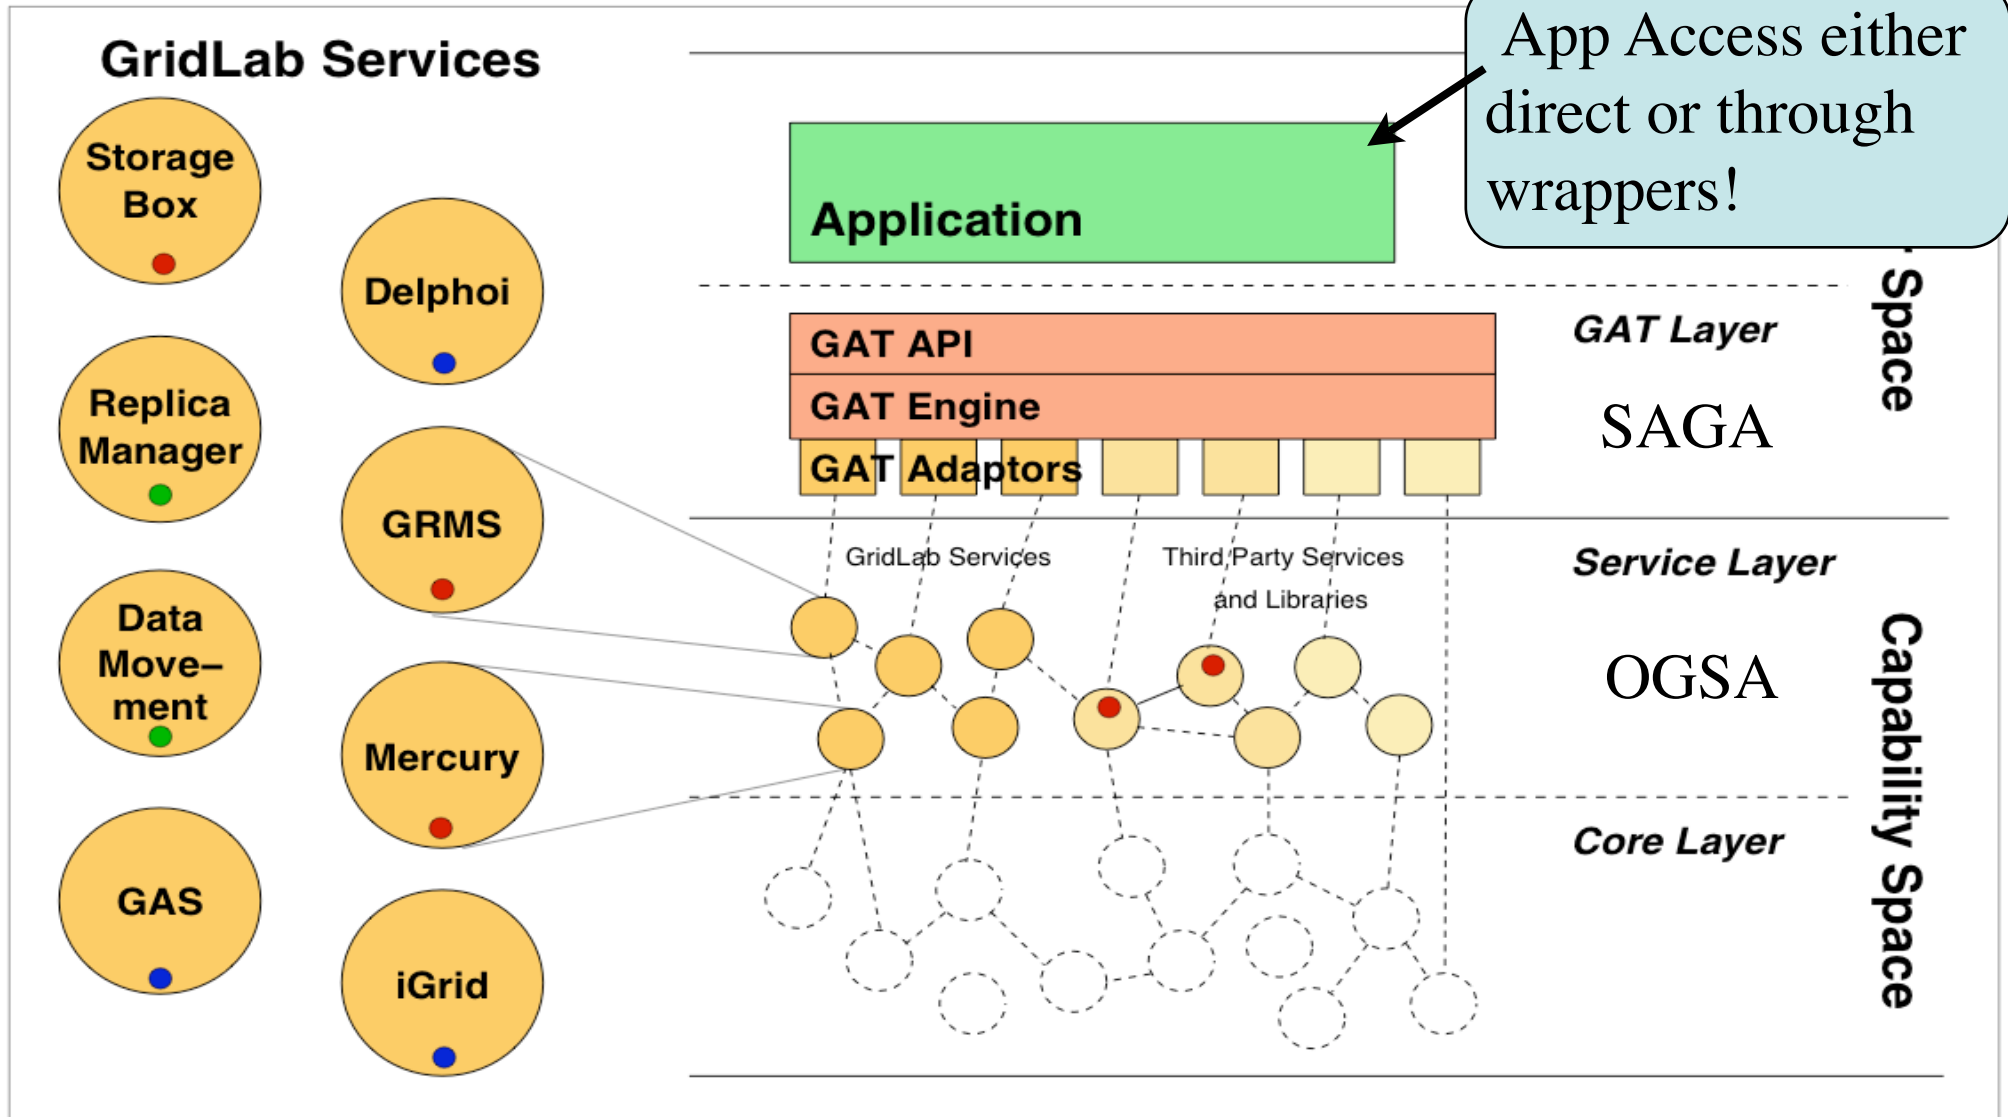 GridLab Services
App Access either
direct or through
wrappers!
Storage
Box
Delphoi
Replica
Manager
GRMS
Data
Move–
ment
Mercury
GAS
iGrid
Application
GAT API
GAT Engine
GAT Adaptors
GAT Layer
SAGA
Space
GridLab Services
Third Party Services
and Libraries
Service Layer
OGSA
Core Layer
Capability Space